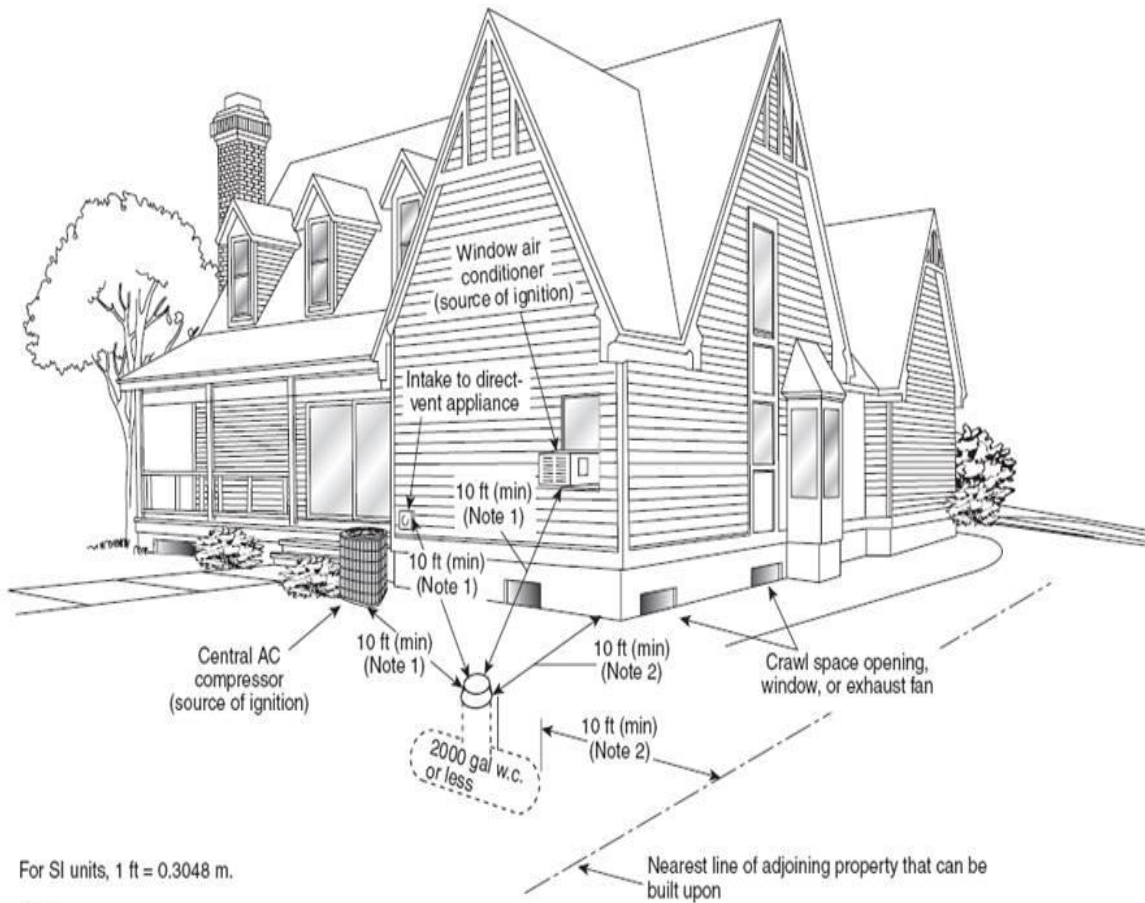 Window air
conditioner
(source of ignition)
Intake to direct-
vent appliance
10 ft (min)
(Note 1)
10 ft (min)
(Note 1)
10 ft (min)
(Note 1)
Central AC
compressor
(source of ignition)
10 ft (min)
(Note 2)
Crawl space opening,
window, or exhaust fan
10 ft (min)
(Note 2)
2000 gal w.c.
or less
For SI units, 1 ft = 0.3048 m.
Nearest line of adjoining property that can be
built upon